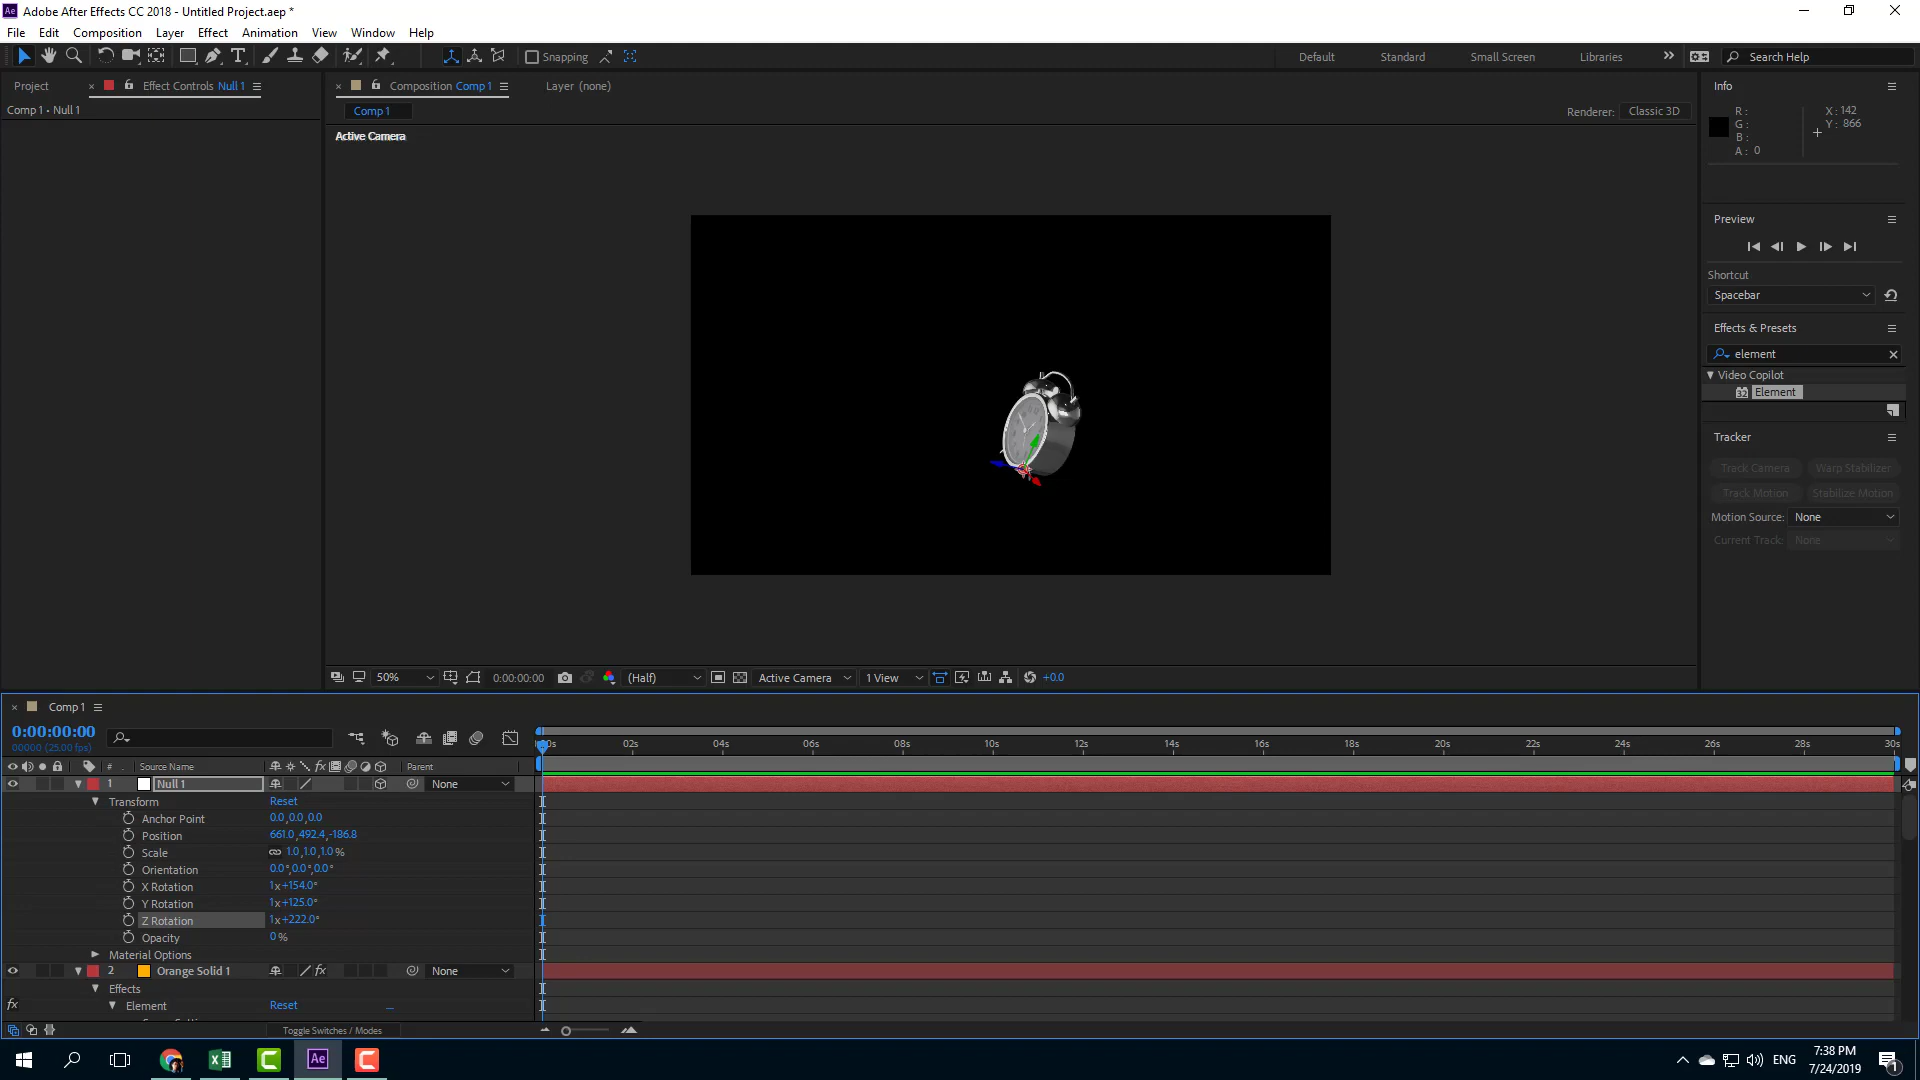 Adobe After Effects CC 2018 - Untitled Project.aep *
File Edit Composition Layer Effect Animation View Window Help
Snapping Default Standard Small Screen Libraries Search Help
Project Effect Controls Null 1 Composition Comp 1 Layer (none) Info
Comp 1 • Null 1 Comp 1 Renderer: Classic 3D
R: X: 142
G: Y: 866
B:
A: 0
Active Camera
Preview
Shortcut
Spacebar
Effects & Presets
element
Video Copilot
32 Element
Tracker
Track Camera Warp Stabilizer
Track Motion Stabilize Motion
Motion Source: None
Current Track: None
50% 0:00:00:00 (Half) Active Camera 1 View +0.0
Comp 1
0:00:00:00
00000 (25.00 fps)
02s 04s 06s 08s 10s 12s 14s 16s 18s 20s 22s 24s 26s 28s 30s
# Source Name fx Parent
1 Null 1 None
Transform Reset
Anchor Point 0.0,0.0,0.0
Position 661.0,492.4,-186.8
Scale 1.0,1.0,1.0%
Orientation 0.0°,0.0°,0.0°
X Rotation 1x+154.0°
Y Rotation 1x+125.0°
Z Rotation 1x+222.0°
Opacity 0%
Material Options
2 Orange Solid 1 fx None
Effects
fx Element Reset
Toggle Switches / Modes
Ae ENG 7:38 PM
7/24/2019 1